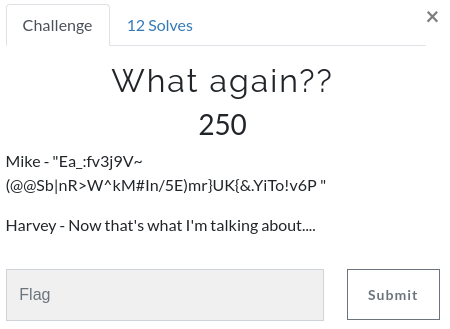 Challenge
12 Solves
×
What again??
250
Mike - "Ea_:fv3j9V~
(@@Sb|nR>W^kM#In/5E)mr}UK{&.YiTo!v6P "
Harvey - Now that's what I'm talking about....
Flag
Submit